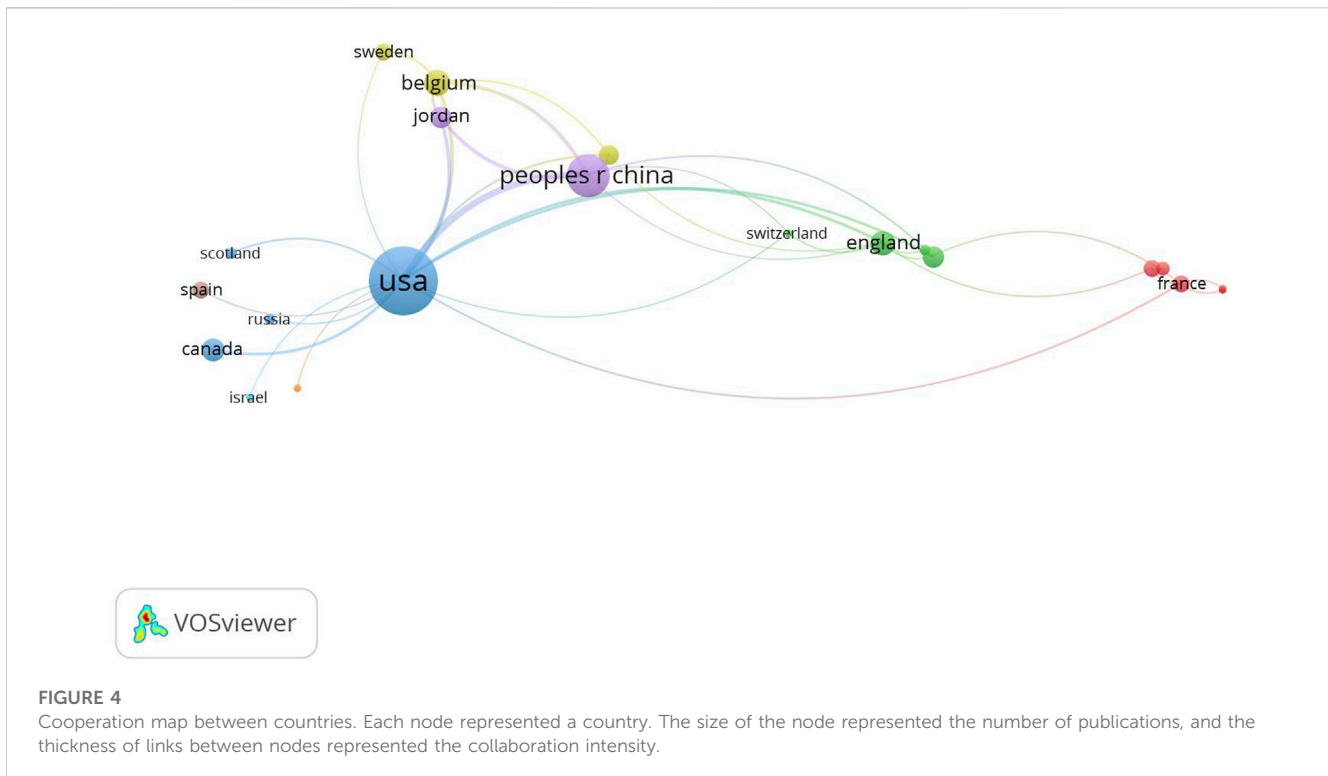 sweden
belgium
jordan
peoples r china
switzerland
england
scotland
usa
france
spain
russia
canada
israel
VOSviewer
FIGURE 4
Cooperation map between countries. Each node represented a country. The size of the node represented the number of publications, and the
thickness of links between nodes represented the collaboration intensity.